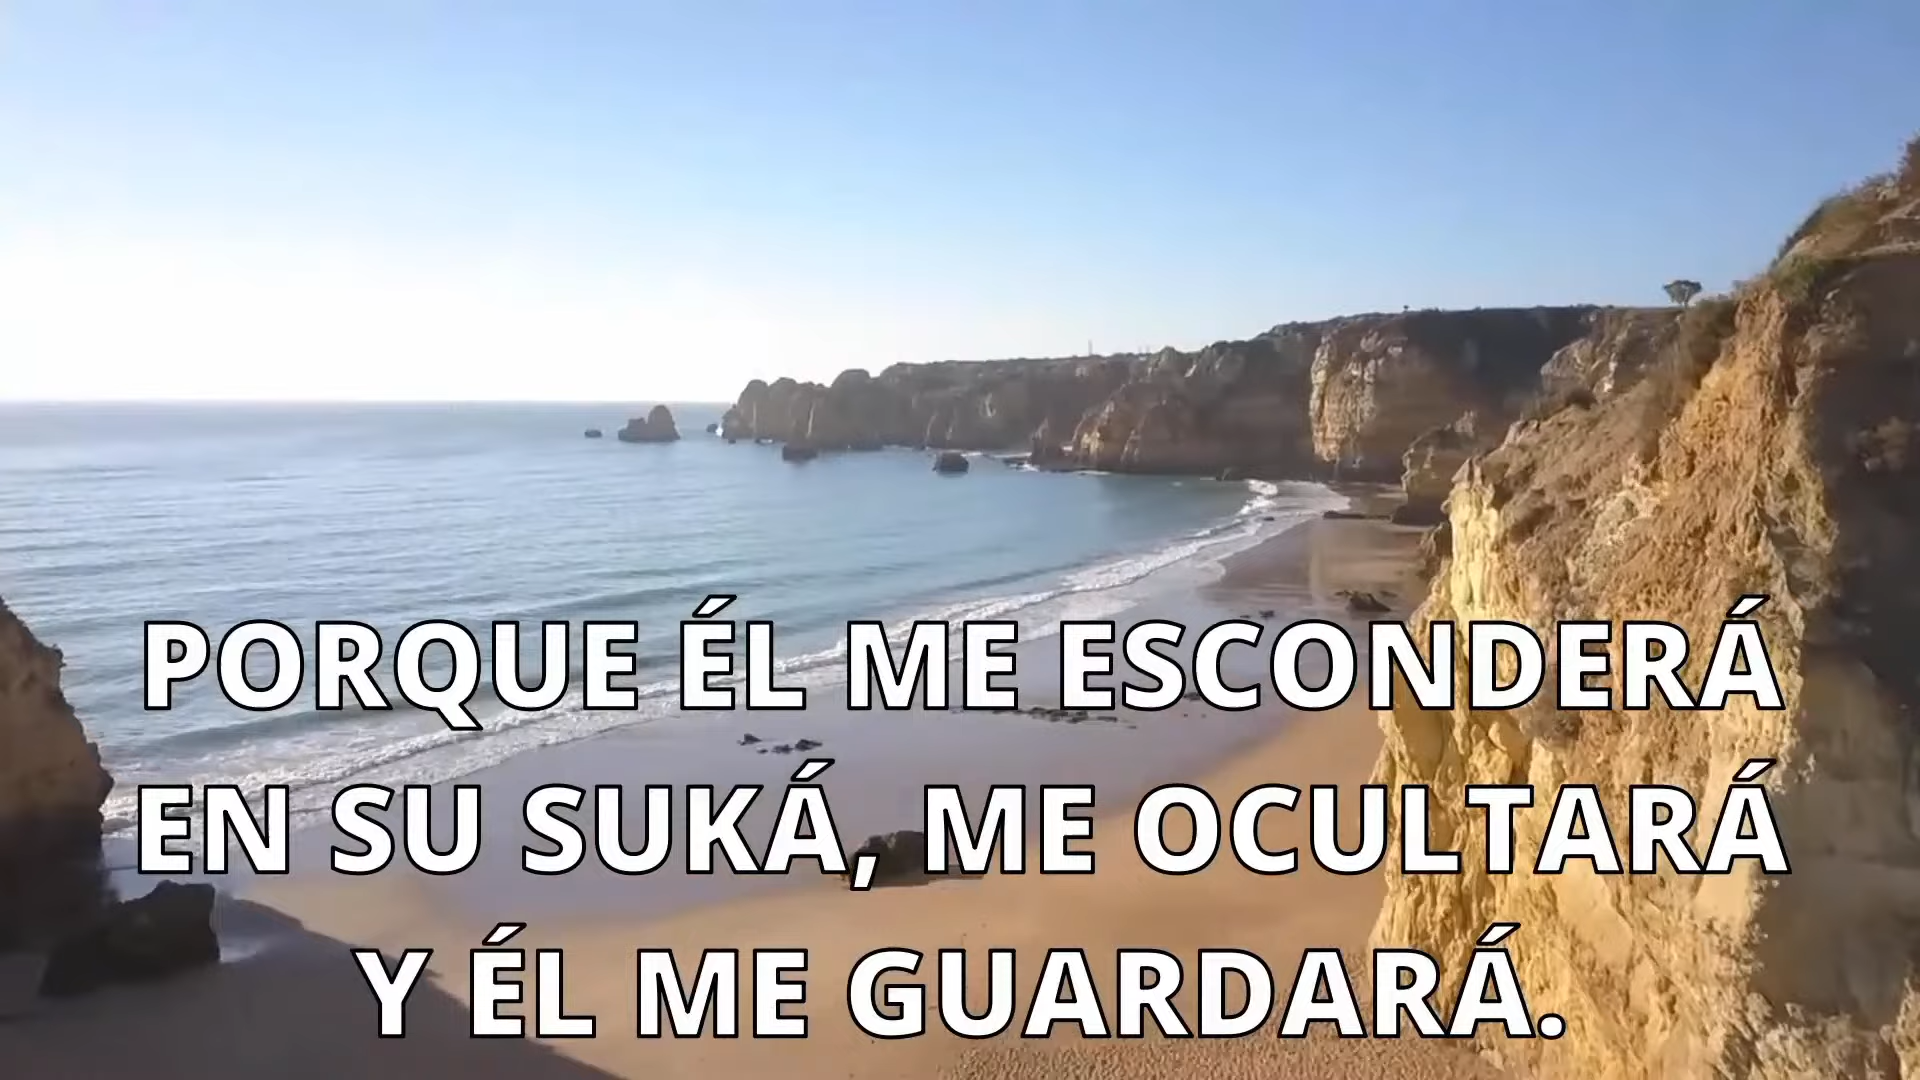 PORQUE ÉL ME ESCONDERÁ
EN SU SUKÁ, ME OCULTARÁ
Y ÉL ME GUARDARÁ.